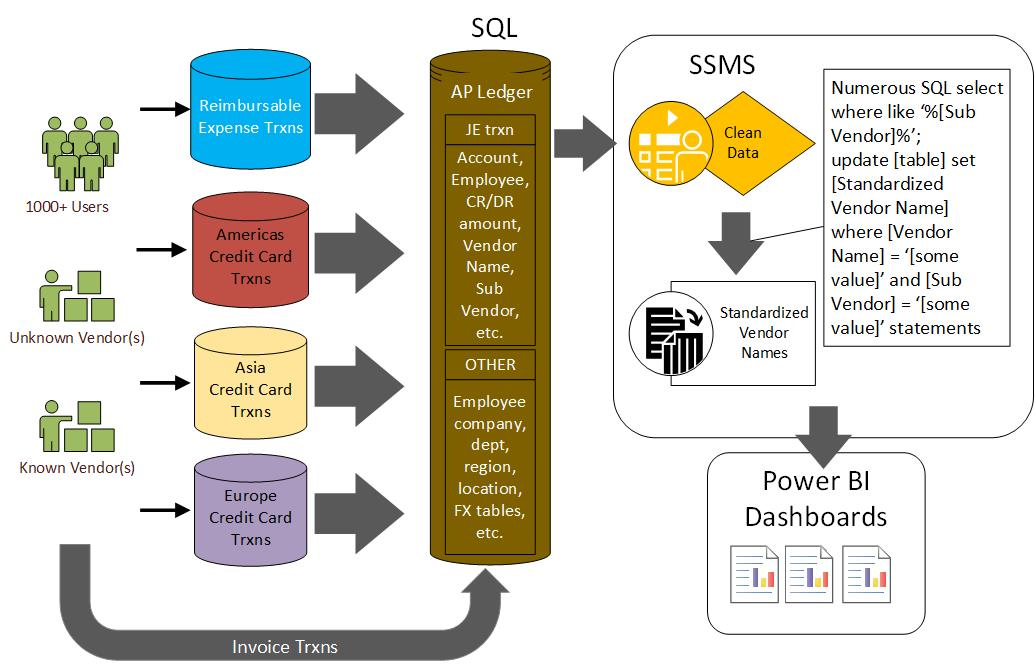 SQL
1000+ Users
Unknown Vendor(s)
Known Vendor(s)
Reimbursable
Expense Trxns
Americas
Credit Card
Trxns
Asia
Credit Card
Trxns
Europe
Credit Card
Trxns
Invoice Trxns
AP Ledger
JE trxn
Account,
Employee,
CR/DR
amount,
Vendor
Name,
Sub
Vendor,
etc.
OTHER
Employee
company,
dept,
region,
location,
FX tables,
etc.
SSMS
Clean
Data
Numerous SQL select
where like ‘%[Sub
Vendor]%’;
update [table] set
[Standardized
Vendor Name]
where [Vendor
Name] = ‘[some
value]’ and [Sub
Vendor] = ‘[some
value]’ statements
Standardized
Vendor
Names
Power BI
Dashboards